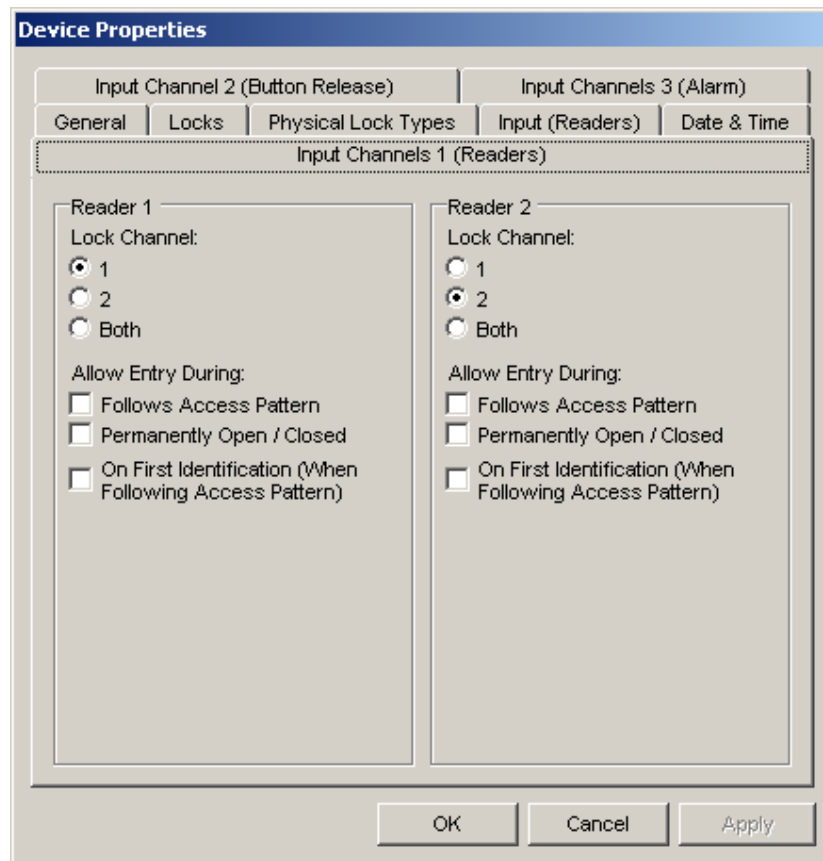 Device Properties
Input Channel 2 (Button Release)
Input Channels 3 (Alarm)
General
Locks
Physical Lock Types
Input (Readers)
Date & Time
Input Channels 1 (Readers)
Reader 1
Lock Channel:
1
2
Both
Allow Entry During:
Follows Access Pattern
Permanently Open / Closed
On First Identification (When
Following Access Pattern)
Reader 2
Lock Channel:
1
2
Both
Allow Entry During:
Follows Access Pattern
Permanently Open / Closed
On First Identification (When
Following Access Pattern)
OK
Cancel
Apply